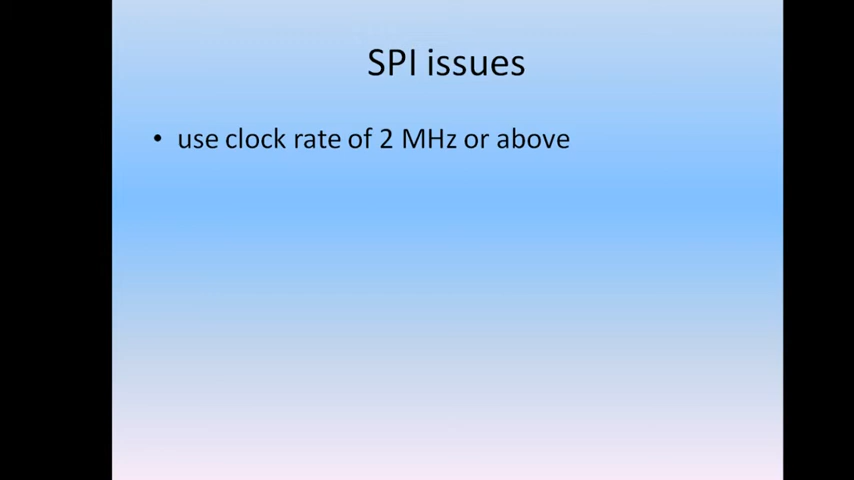 SPI issues
• use clock rate of 2 MHz or above